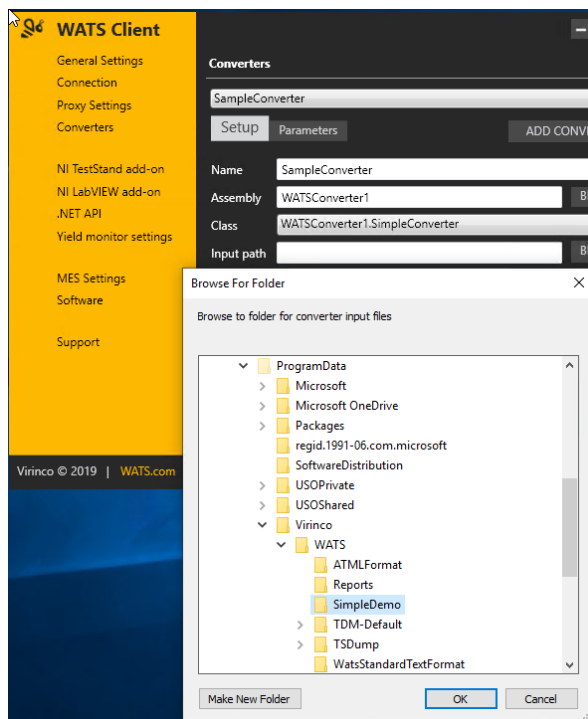 WATS Client
General Settings
Connection
Proxy Settings
Converters
NI TestStand add-on
NI LabVIEW add-on
.NET API
Yield monitor settings
MES Settings
Software
Support
Virinco © 2019 | WATS.com
Converters
SampleConverter
Setup Parameters ADD CONV
Name SampleConverter
Assembly WATSConverter1 B
Class WATSConverter1.SimpleConverter
Input path B
Browse For Folder
Browse to folder for converter input files
ProgramData
Microsoft
Microsoft OneDrive
Packages
regid.1991-06.com.microsoft
SoftwareDistribution
USOPrivate
USOShared
Virinco
WATS
ATMLFormat
Reports
SimpleDemo
TDM-Default
TSDump
WatsStandardTextFormat
Make New Folder OK Cancel